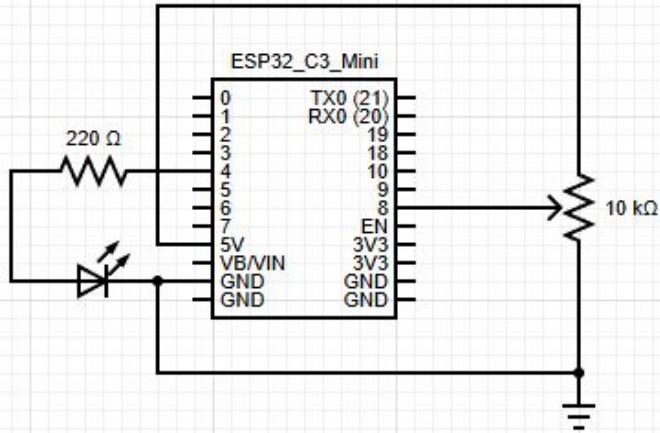 ESP32_C3_Mini
0 TX0 (21)
1 RX0 (20)
2 19
3 18
220 Ω
4 10
5 9
6 8
10 kΩ
7 EN
5V 3V3
VB/VIN 3V3
GND GND
GND GND